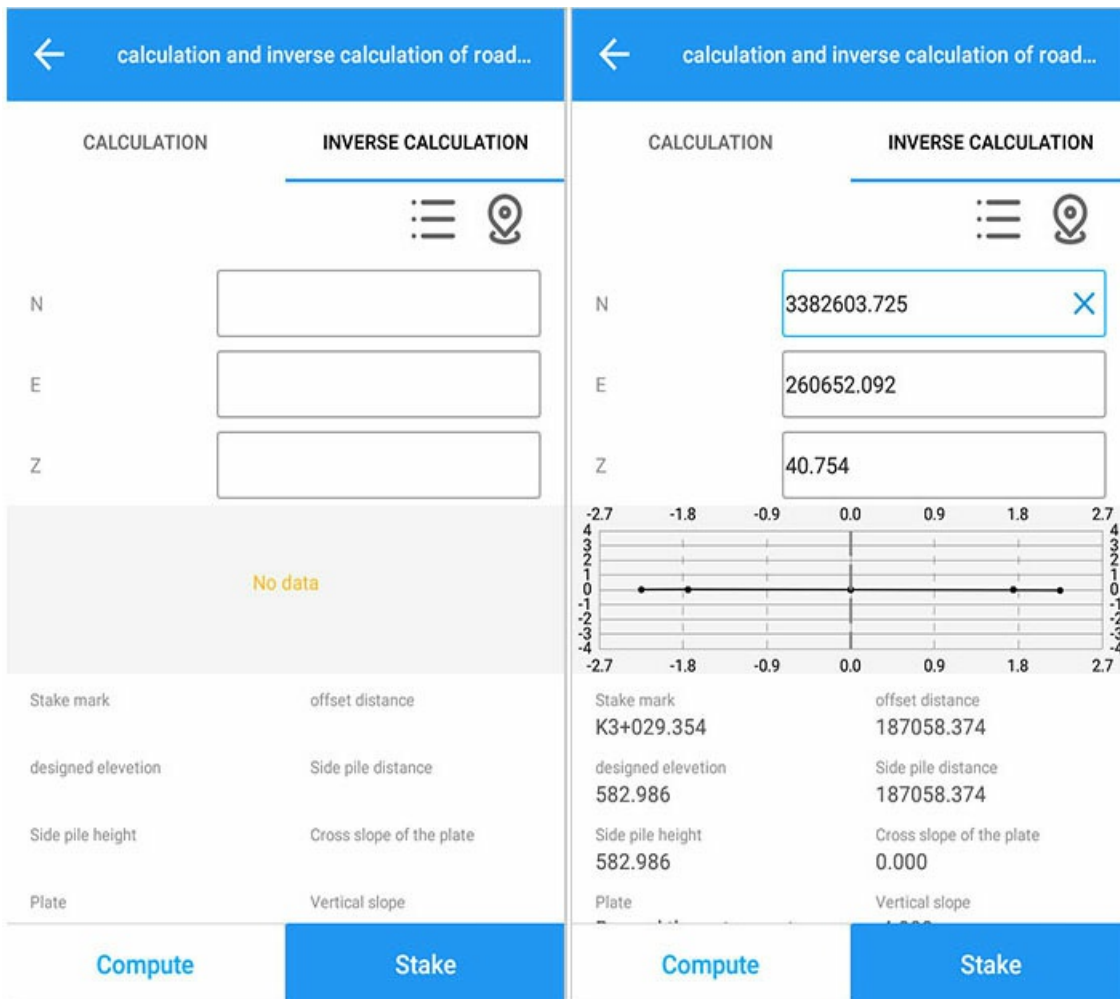 calculation and inverse calculation of road...
CALCULATION INVERSE CALCULATION
N
E
Z
No data
Stake mark offset distance
designed elevetion Side pile distance
Side pile height Cross slope of the plate
Plate Vertical slope
Compute Stake
calculation and inverse calculation of road...
CALCULATION INVERSE CALCULATION
N 3382603.725
E 260652.092
Z 40.754
-2.7 -1.8 -0.9 0.0 0.9 1.8 2.7
4 4
3 3
2 2
1 1
0 0
-1 -1
-2 -2
-3 -3
-4 -4
-2.7 -1.8 -0.9 0.0 0.9 1.8 2.7
Stake mark offset distance
K3+029.354 187058.374
designed elevetion Side pile distance
582.986 187058.374
Side pile height Cross slope of the plate
582.986 0.000
Plate Vertical slope
Compute Stake